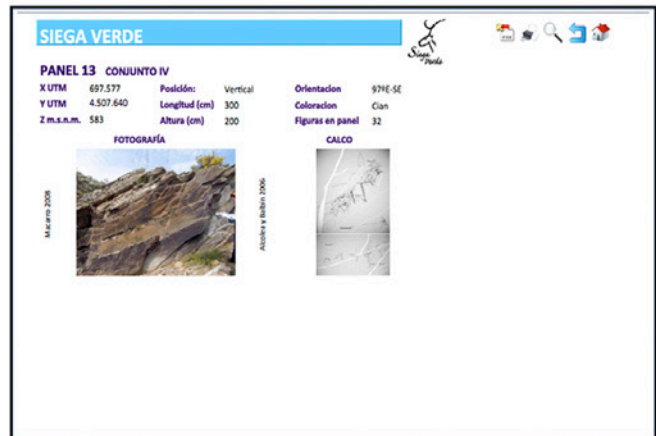 SIEGA VERDE
Siega
Verde
PANEL 13 CONJUNTO IV
X UTM 697.577 Posición: Vertical Orientacion 97ºE-SE
Y UTM 4.507.640 Longitud (cm) 300 Coloracion Cian
Z m.s.n.m. 583 Altura (cm) 200 Figuras en panel 32
FOTOGRAFÍA CALCO
Macarro 2008
Alcolea y Balbín 2006